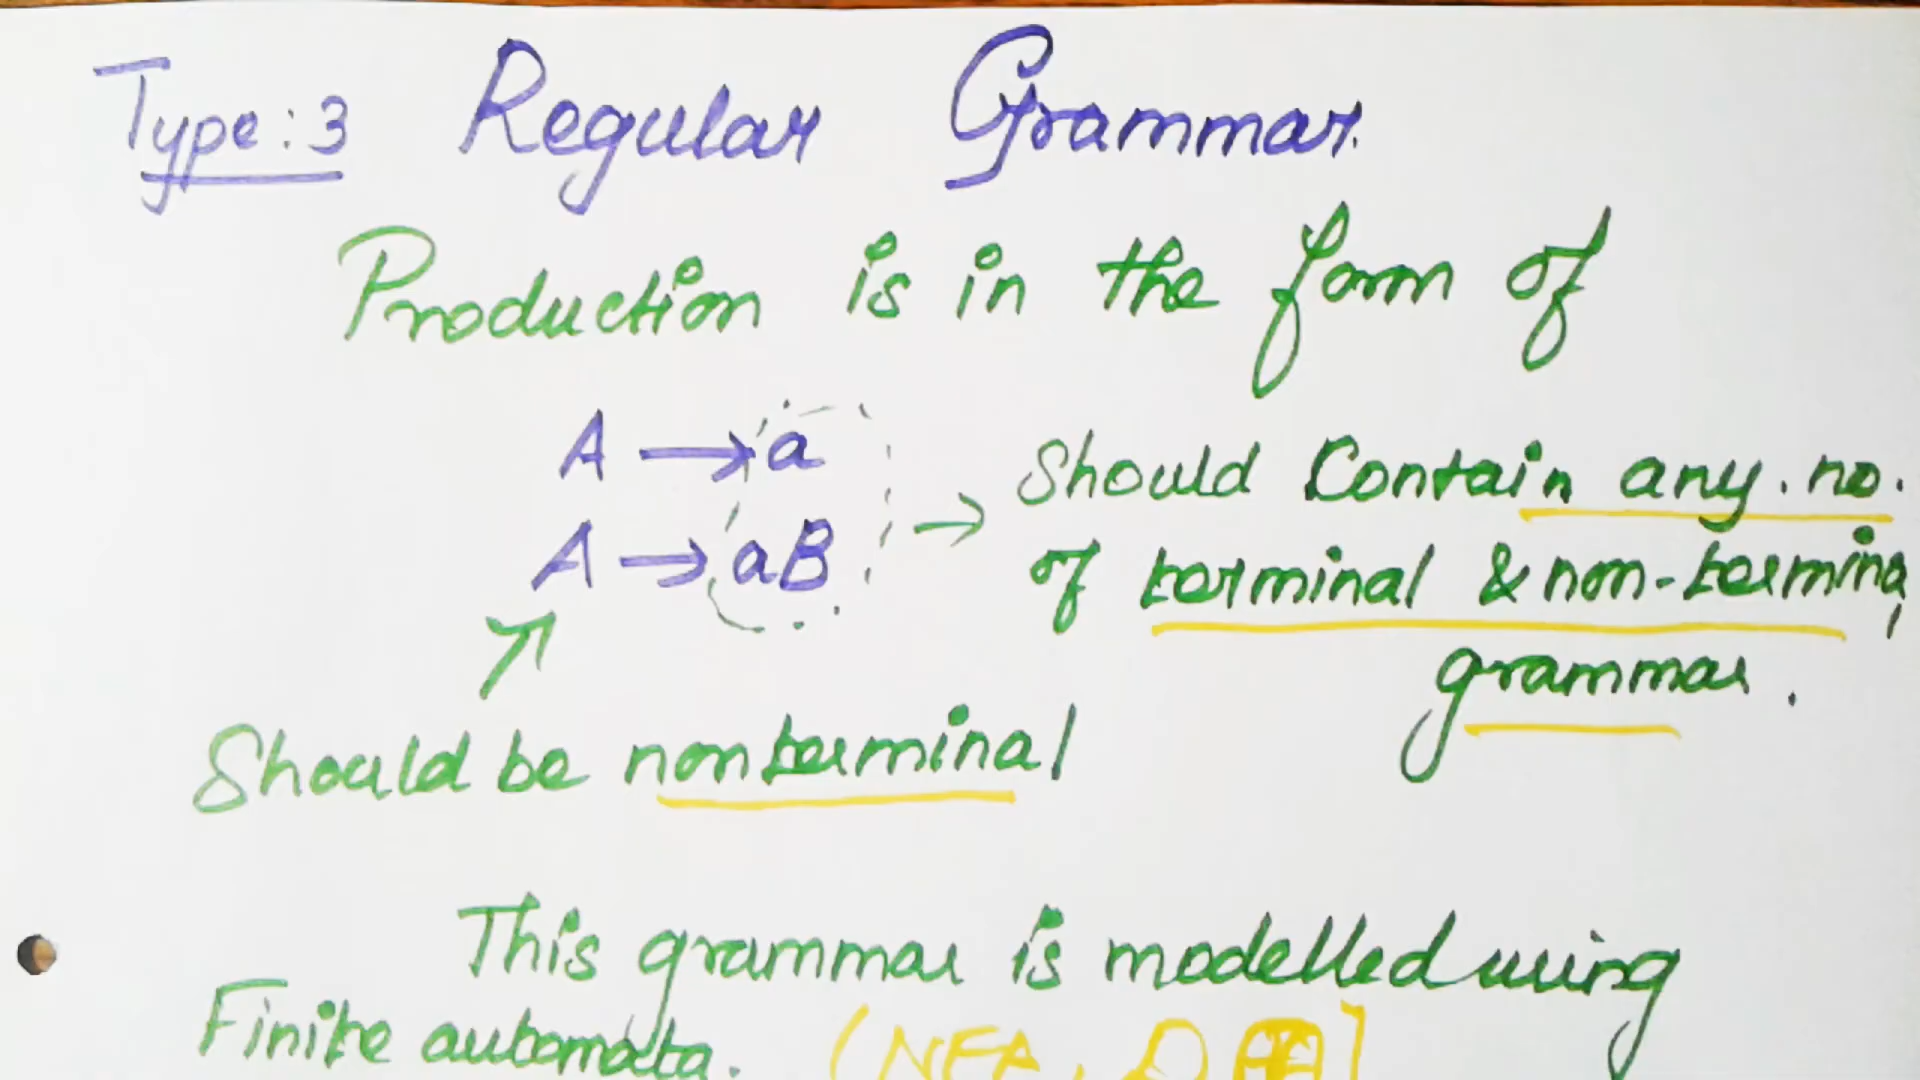 Type:3 Regular Grammar.
Production is in the form of
A → a
A → aB
→ Should Contain any. no.
of terminal & non-termina
grammar.
Should be nonterminal
This grammar is modelled using
Finite automata. (NFA, D